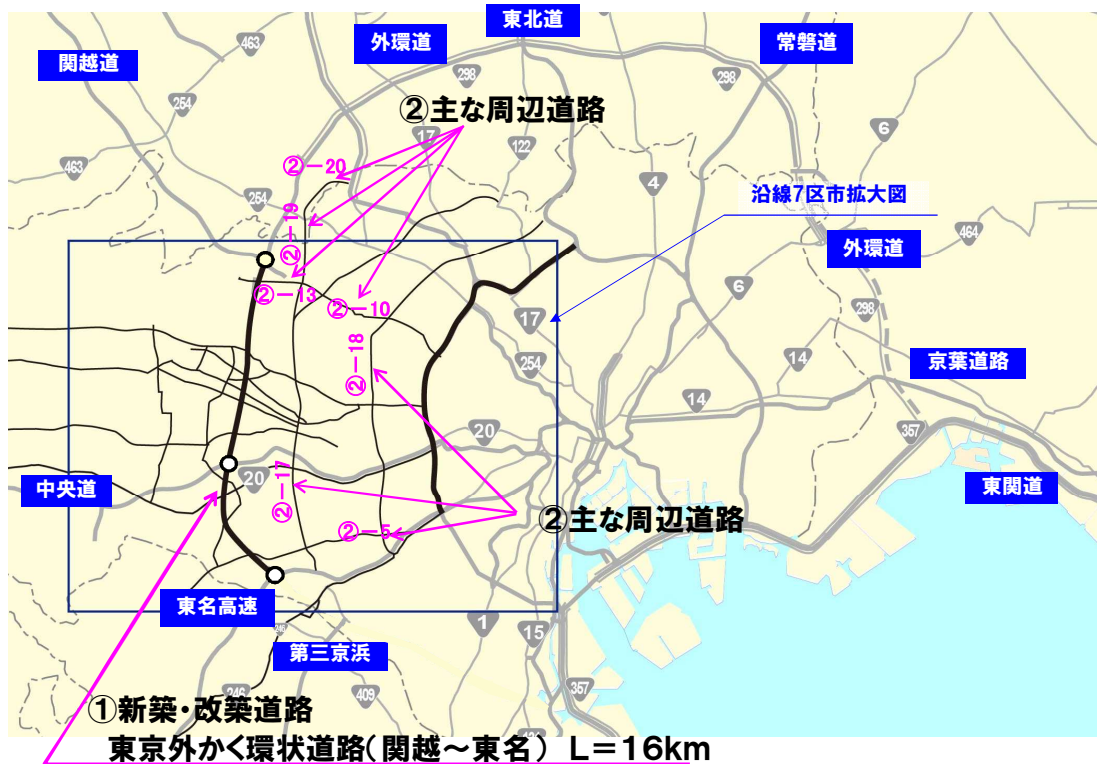 東北道
外環道
常磐道
463
関越道
298
298
254
②主な周辺道路
17
6
122
463
②－20
4
254
沿線7区市拡大図
②－19
外環道
464
②－13
②－10
6
298
17
②－18
254
14
京葉道路
14
20
357
中央道
20
②－17
東関道
②－5
②主な周辺道路
東名高速
1
15
第三京浜
246
409
357
①新築・改築道路
東京外かく環状道路（関越～東名） L＝16km